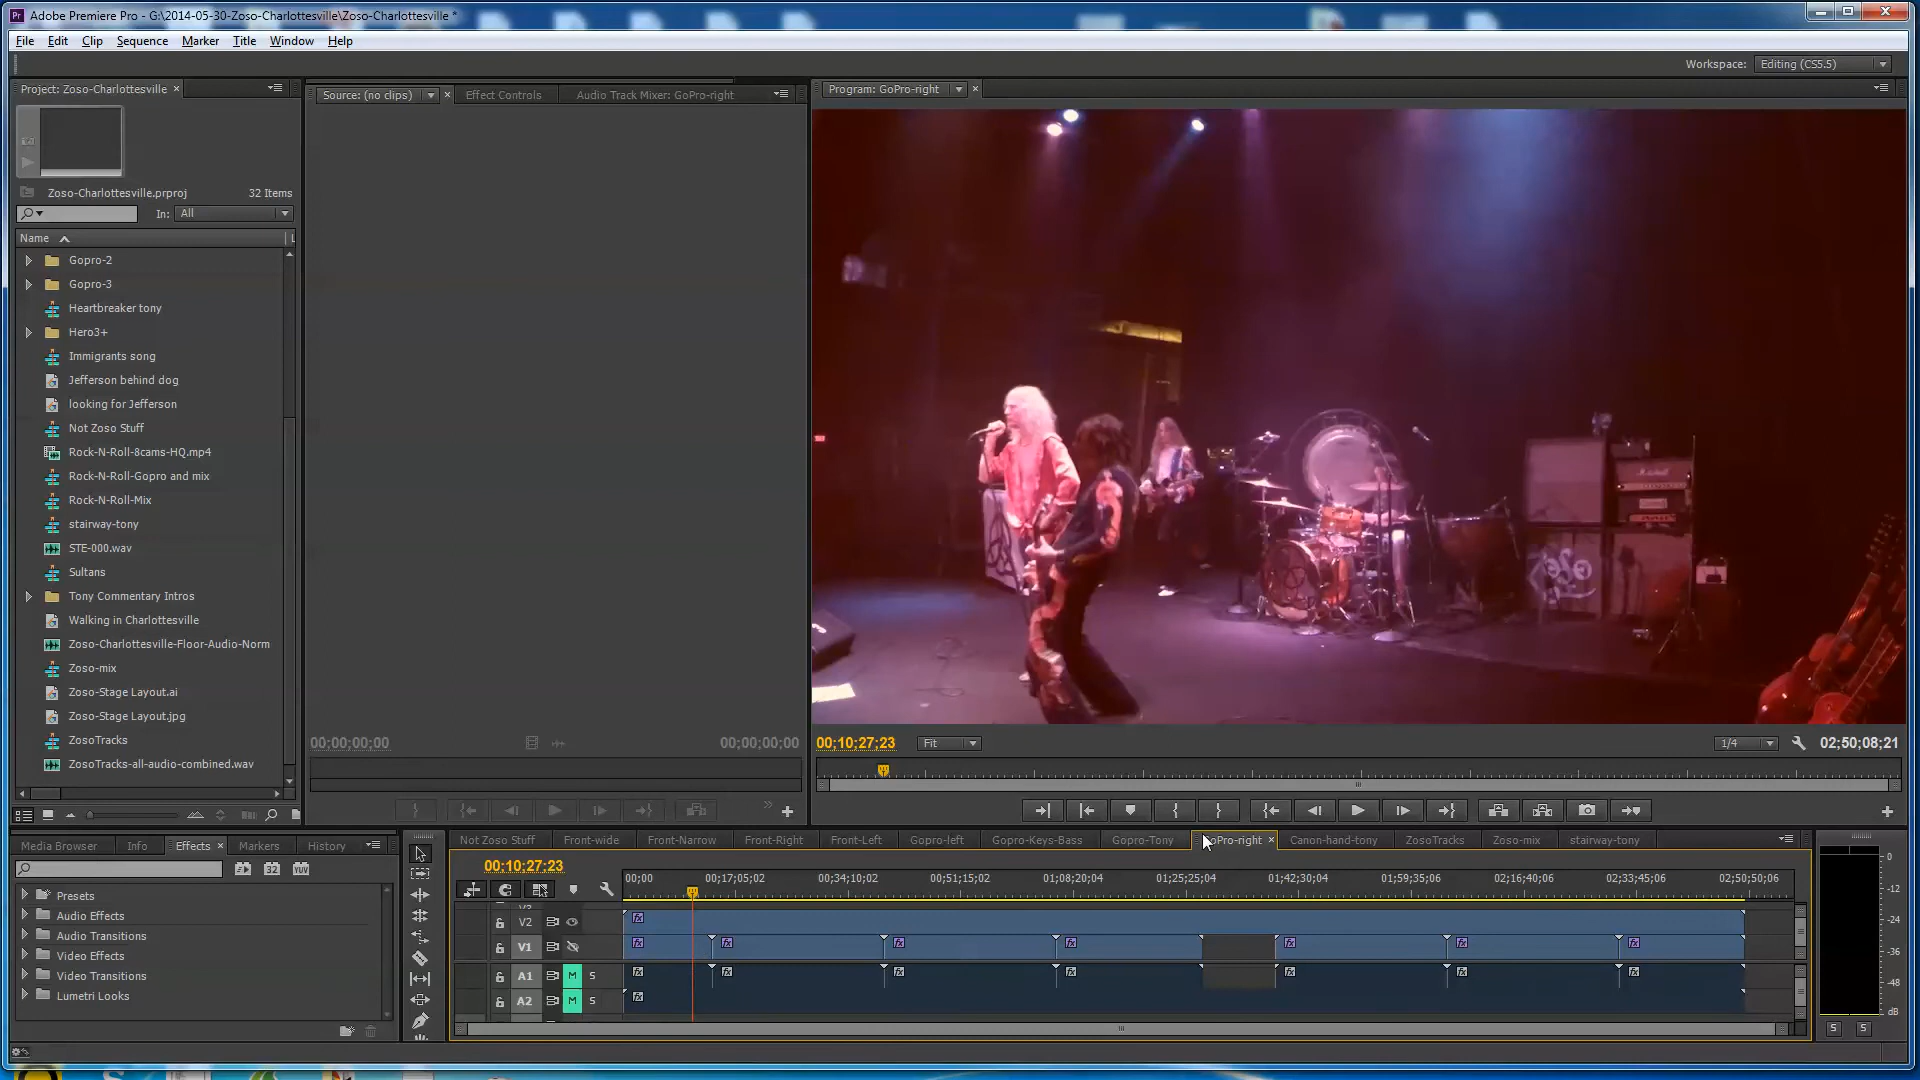 Adobe Premiere Pro - G:\2014-05-30-Zoso-Charlottesville\Zoso-Charlottesville *
File Edit Clip Sequence Marker Title Window Help
Workspace: Editing (CS5.5)
Project: Zoso-Charlottesville
Zoso-Charlottesville.prproj 32 Items
In: All
Name
Gopro-2
Gopro-3
Heartbreaker tony
Hero3+
Immigrants song
Jefferson behind dog
looking for Jefferson
Not Zoso Stuff
Rock-N-Roll-8cams-HQ.mp4
Rock-N-Roll-Gopro and mix
Rock-N-Roll-Mix
stairway-tony
STE-000.wav
Sultans
Tony Commentary Intros
Walking in Charlottesville
Zoso-Charlottesville-Floor-Audio-Norm
Zoso-mix
Zoso-Stage Layout.ai
Zoso-Stage Layout.jpg
ZosoTracks
ZosoTracks-all-audio-combined.wav
Source: (no clips) Effect Controls Audio Track Mixer: GoPro-right
00;00;00;00 00;00;00;00
Program: GoPro-right
Marshall
00;10;27;23 Fit 1/4 02;50;08;21
Media Browser Info Effects Markers History
32 YUV
Presets
Audio Effects
Audio Transitions
Video Effects
Video Transitions
Lumetri Looks
Not Zoso Stuff Front-wide Front-Narrow Front-Right Front-Left Gopro-left Gopro-Keys-Bass Gopro-Tony oPro-right Canon-hand-tony ZosoTracks Zoso-mix stairway-tony
00;10;27;23
00;00 00;17;05;02 00;34;10;02 00;51;15;02 01;08;20;04 01;25;25;04 01;42;30;04 01;59;35;06 02;16;40;06 02;33;45;06 02;50;50;06
V2
V1
A1 M S
A2 M S
0
-12
-24
-36
-48
dB
S S